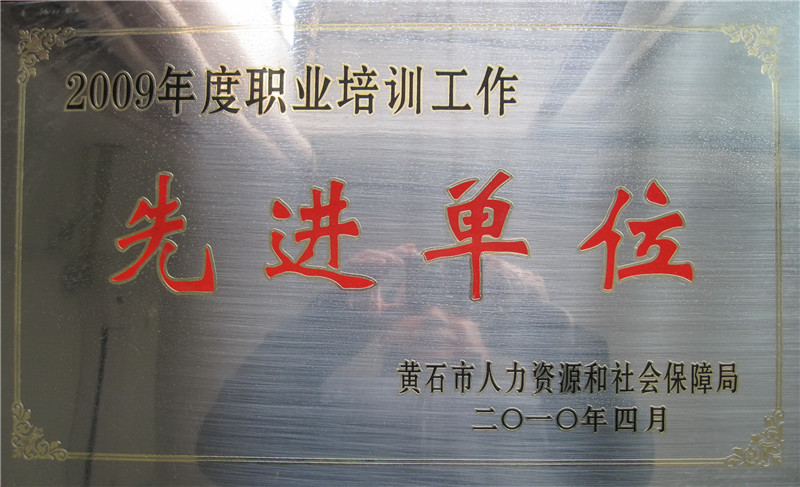 2009年度职业培训工作
先进单位
黄石市人力资源和社会保障局
二〇一〇年四月